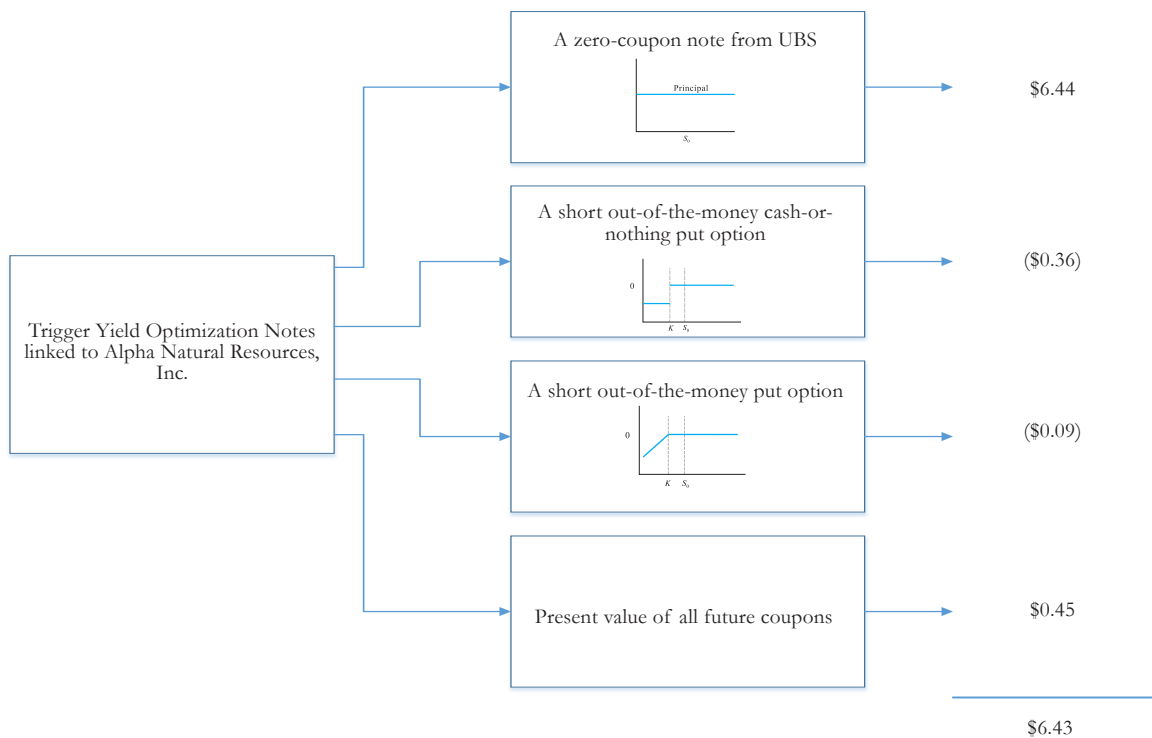 A zero-coupon note from UBS
Principal
S₀
$6.44
A short out-of-the-money cash-or-
nothing put option
0
K S₀
($0.36)
Trigger Yield Optimization Notes
linked to Alpha Natural Resources,
Inc.
A short out-of-the-money put option
0
K S₀
($0.09)
Present value of all future coupons
$0.45
$6.43